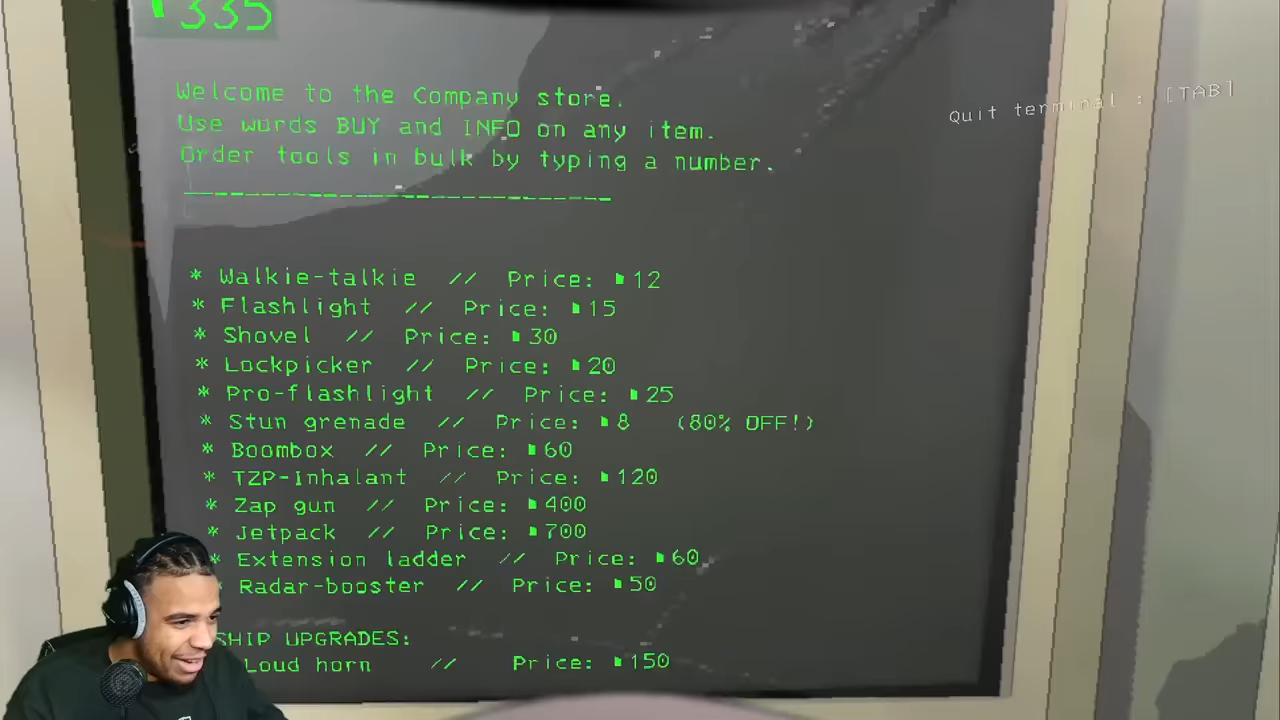 335
Welcome to the Company store.
Use words BUY and INFO on any item.
Order tools in bulk by typing a number.
Quit terminal : [TAB]
* Walkie-talkie // Price: ▮12
* Flashlight // Price: ▮15
* Shovel // Price: ▮30
* Lockpicker // Price: ▮20
* Pro-flashlight // Price: ▮25
* Stun grenade // Price: ▮8 (80% OFF!)
* Boombox // Price: ▮60
* TZP-Inhalant // Price: ▮120
* Zap gun // Price: ▮400
* Jetpack // Price: ▮700
* Extension ladder // Price: ▮60
Radar-booster // Price: ▮50
SHIP UPGRADES:
Loud horn // Price: ▮150